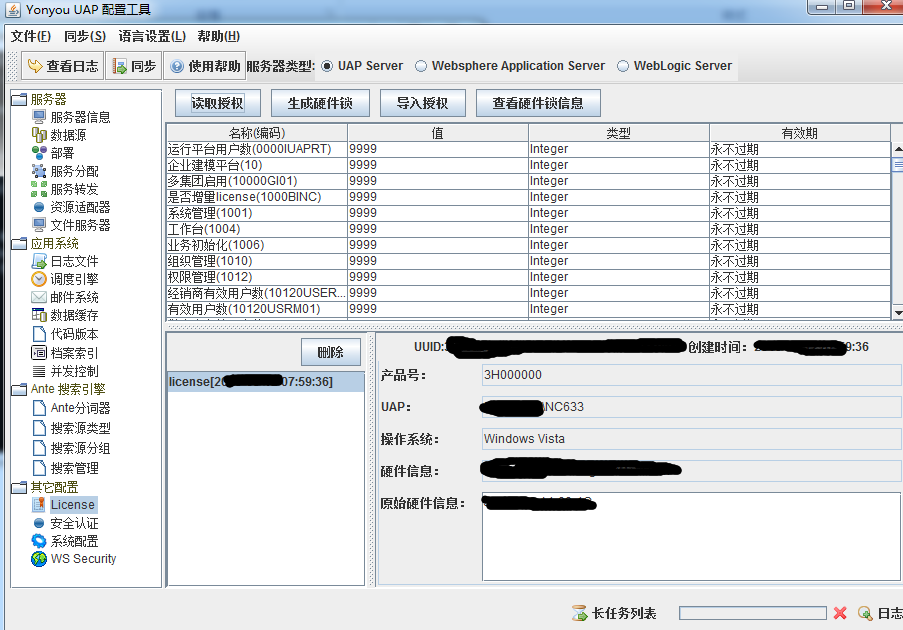 Yonyou UAP 配置工具
文件(F) 同步(S) 语言设置(L) 帮助(H)
查看日志 同步 使用帮助 服务器类型: UAP Server Websphere Application Server WebLogic Server
服务器
服务器信息
数据源
部署
服务分配
服务转发
资源适配器
文件服务器
应用系统
日志文件
调度引擎
邮件系统
数据缓存
代码版本
档案索引
并发控制
Ante 搜索引擎
Ante分词器
搜索源类型
搜索源分组
搜索管理
其它配置
License
安全认证
系统配置
WS Security
读取授权 生成硬件锁 导入授权 查看硬件锁信息
名称(编码) 值 类型 有效期
运行平台用户数(0000IUAPRT) 9999 Integer 永不过期
企业建模平台(10) 9999 Integer 永不过期
多集团启用(10000GI01) 9999 Integer 永不过期
是否增量license(1000BINC) 9999 Integer 永不过期
系统管理(1001) 9999 Integer 永不过期
工作台(1004) 9999 Integer 永不过期
业务初始化(1006) 9999 Integer 永不过期
组织管理(1010) 9999 Integer 永不过期
权限管理(1012) 9999 Integer 永不过期
经销商有效用户数(10120USER... 9999 Integer 永不过期
有效用户数(10120USRM01) 9999 Integer 永不过期
删除
license[20 07:59:36]
UUID: 创建时间: 9:36
产品号: 3H000000
UAP: NC633
操作系统: Windows Vista
硬件信息:
原始硬件信息:
长任务列表 日志